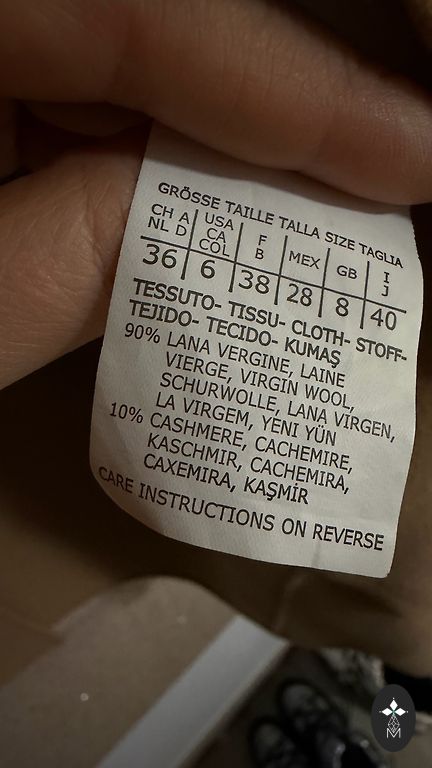 GRÖSSE TAILLE TALLA SIZE TAGLIA
CH A NL D | USA CA COL | F B | MEX | GB | I J
36 | 6 | 38 | 28 | 8 | 40
TESSUTO- TISSU- CLOTH- STOFF-
TEJIDO- TECIDO- KUMAŞ
90% LANA VERGINE, LAINE
VIERGE, VIRGIN WOOL,
SCHURWOLLE, LANA VIRGEN,
LA VIRGEM, YENI YÜN
10% CASHMERE, CACHEMIRE,
KASCHMIR, CACHEMIRA,
CAXEMIRA, KAŞMİR
CARE INSTRUCTIONS ON REVERSE
M